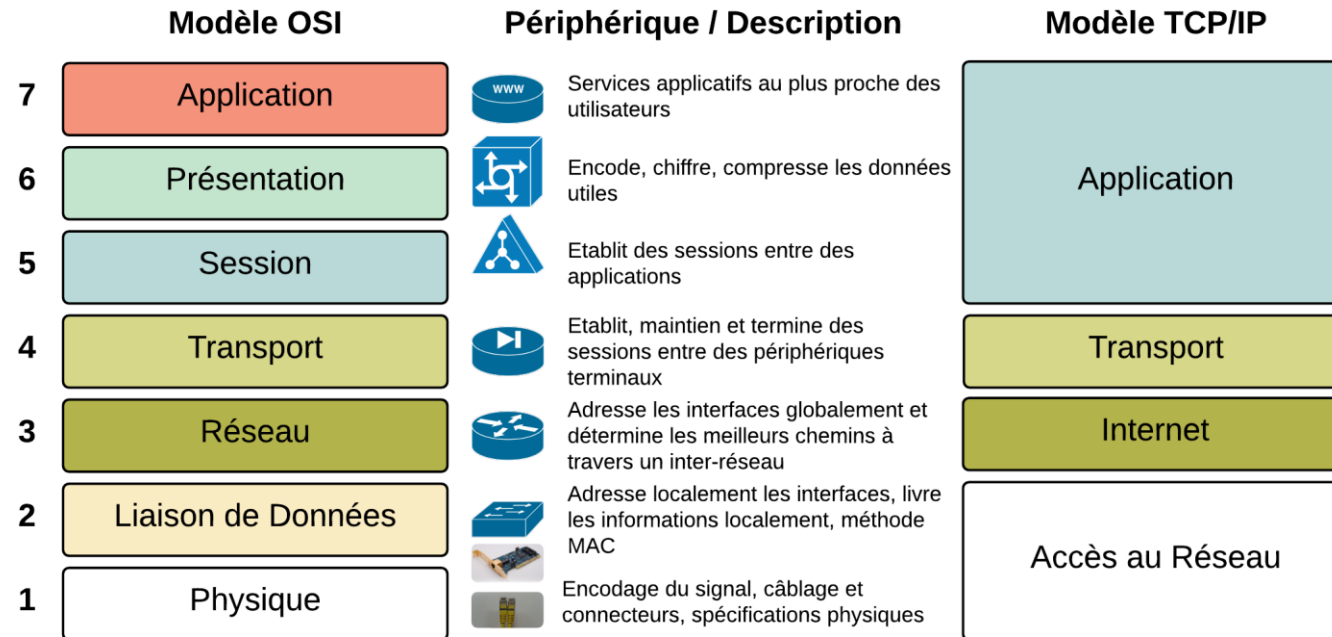 Modèle OSI
Périphérique / Description
Modèle TCP/IP
7
Application
www
Services applicatifs au plus proche des
utilisateurs
6
Présentation
Encode, chiffre, compresse les données
utiles
Application
5
Session
Etablit des sessions entre des
applications
4
Transport
Etablit, maintien et termine des
sessions entre des périphériques
terminaux
Transport
3
Réseau
Adresse les interfaces globalement et
détermine les meilleurs chemins à
travers un inter-réseau
Internet
2
Liaison de Données
Adresse localement les interfaces, livre
les informations localement, méthode
MAC
Accès au Réseau
1
Physique
Encodage du signal, câblage et
connecteurs, spécifications physiques